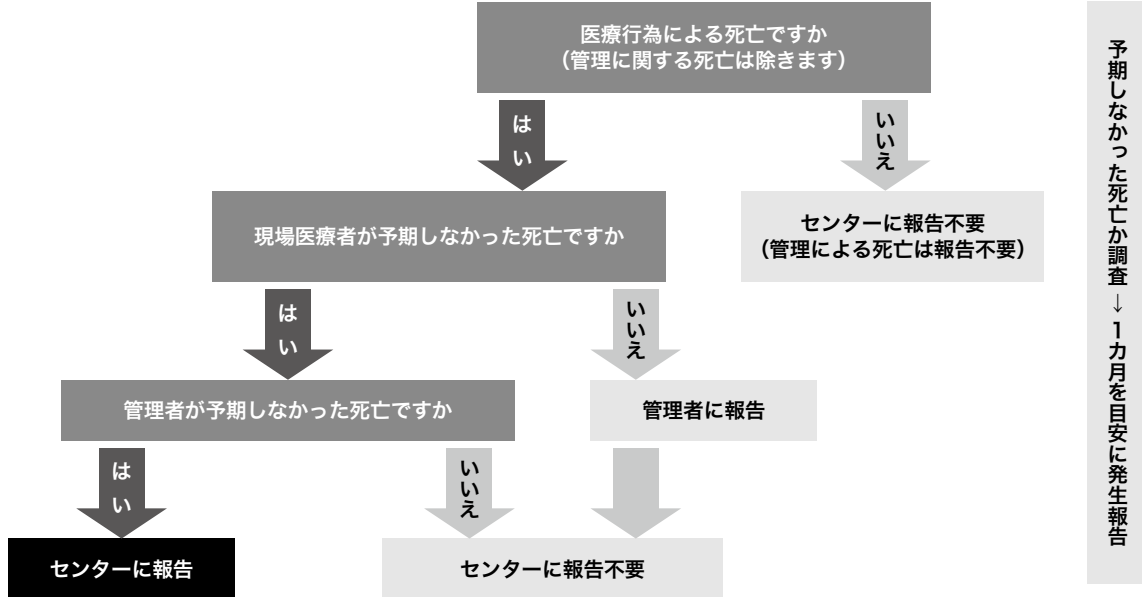 医療行為による死亡ですか
（管理に関する死亡は除きます）
はい
いいえ
現場医療者が予期しなかった死亡ですか
センターに報告不要
（管理による死亡は報告不要）
はい
いいえ
管理者が予期しなかった死亡ですか
管理者に報告
はい
いいえ
センターに報告
センターに報告不要
予期しなかった死亡か調査→1カ月を目安に発生報告